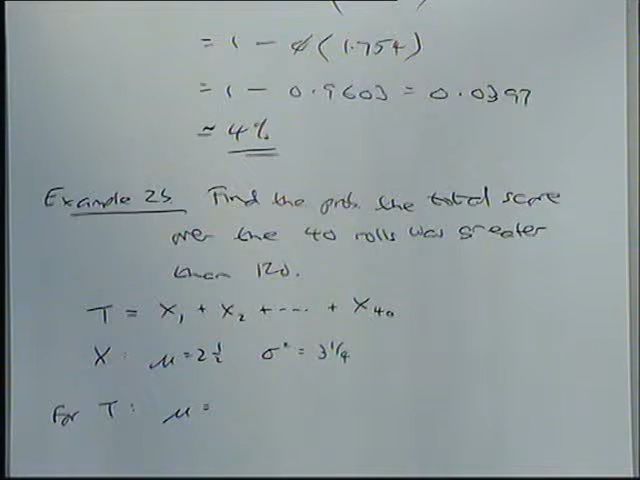 = 1 - ϕ(1.754)
= 1 - 0.9603 = 0.0397
≈ 4%
Example 2b. Find the prob. the total score
over the 40 rolls was greater
than 120.
T = X₁ + X₂ + ---- + X₄₀
X: μ = 2½ σ² = 3¼
For T: μ =